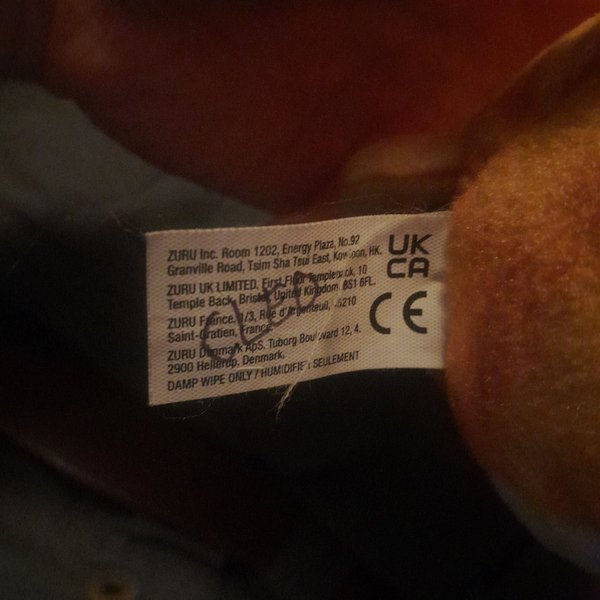 ZURU Inc. Room 1202, Energy Plaza, No.92
Granville Road, Tsim Sha Tsui East, Kowloon, HK.
ZURU UK LIMITED, First Floor Templeback, 10
Temple Back, Bristol, United Kingdom. BS1 6FL.
ZURU France, 1/3, Rue d'Argenteuil, 95210
Saint-Gratien, France.
ZURU Denmark ApS, Tuborg Boulevard 12, 4.
2900 Hellerup, Denmark.
DAMP WIPE ONLY / HUMIDIFIER SEULEMENT
UK
CA
CE
CLEO